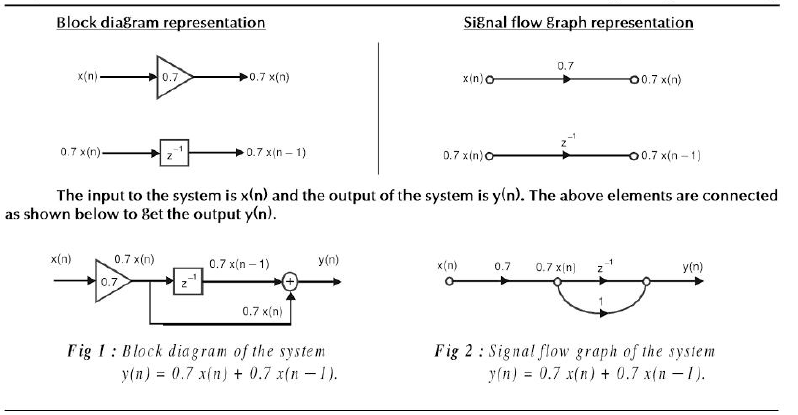 Block diagram representation
Signal flow graph representation
x(n)
0.7
0.7 x(n)
x(n)
0.7
0.7 x(n)
0.7 x(n)
z⁻¹
0.7 x(n – 1)
0.7 x(n)
z⁻¹
0.7 x(n – 1)
The input to the system is x(n) and the output of the system is y(n). The above elements are connected
as shown below to get the output y(n).
x(n)
0.7
0.7 x(n)
z⁻¹
0.7 x(n – 1)
+
y(n)
0.7 x(n)
x(n)
0.7
0.7 x(n)
z⁻¹
1
y(n)
Fig 1 : Block diagram of the system
y(n) = 0.7 x(n) + 0.7 x(n – 1).
Fig 2 : Signal flow graph of the system
y(n) = 0.7 x(n) + 0.7 x(n – 1).